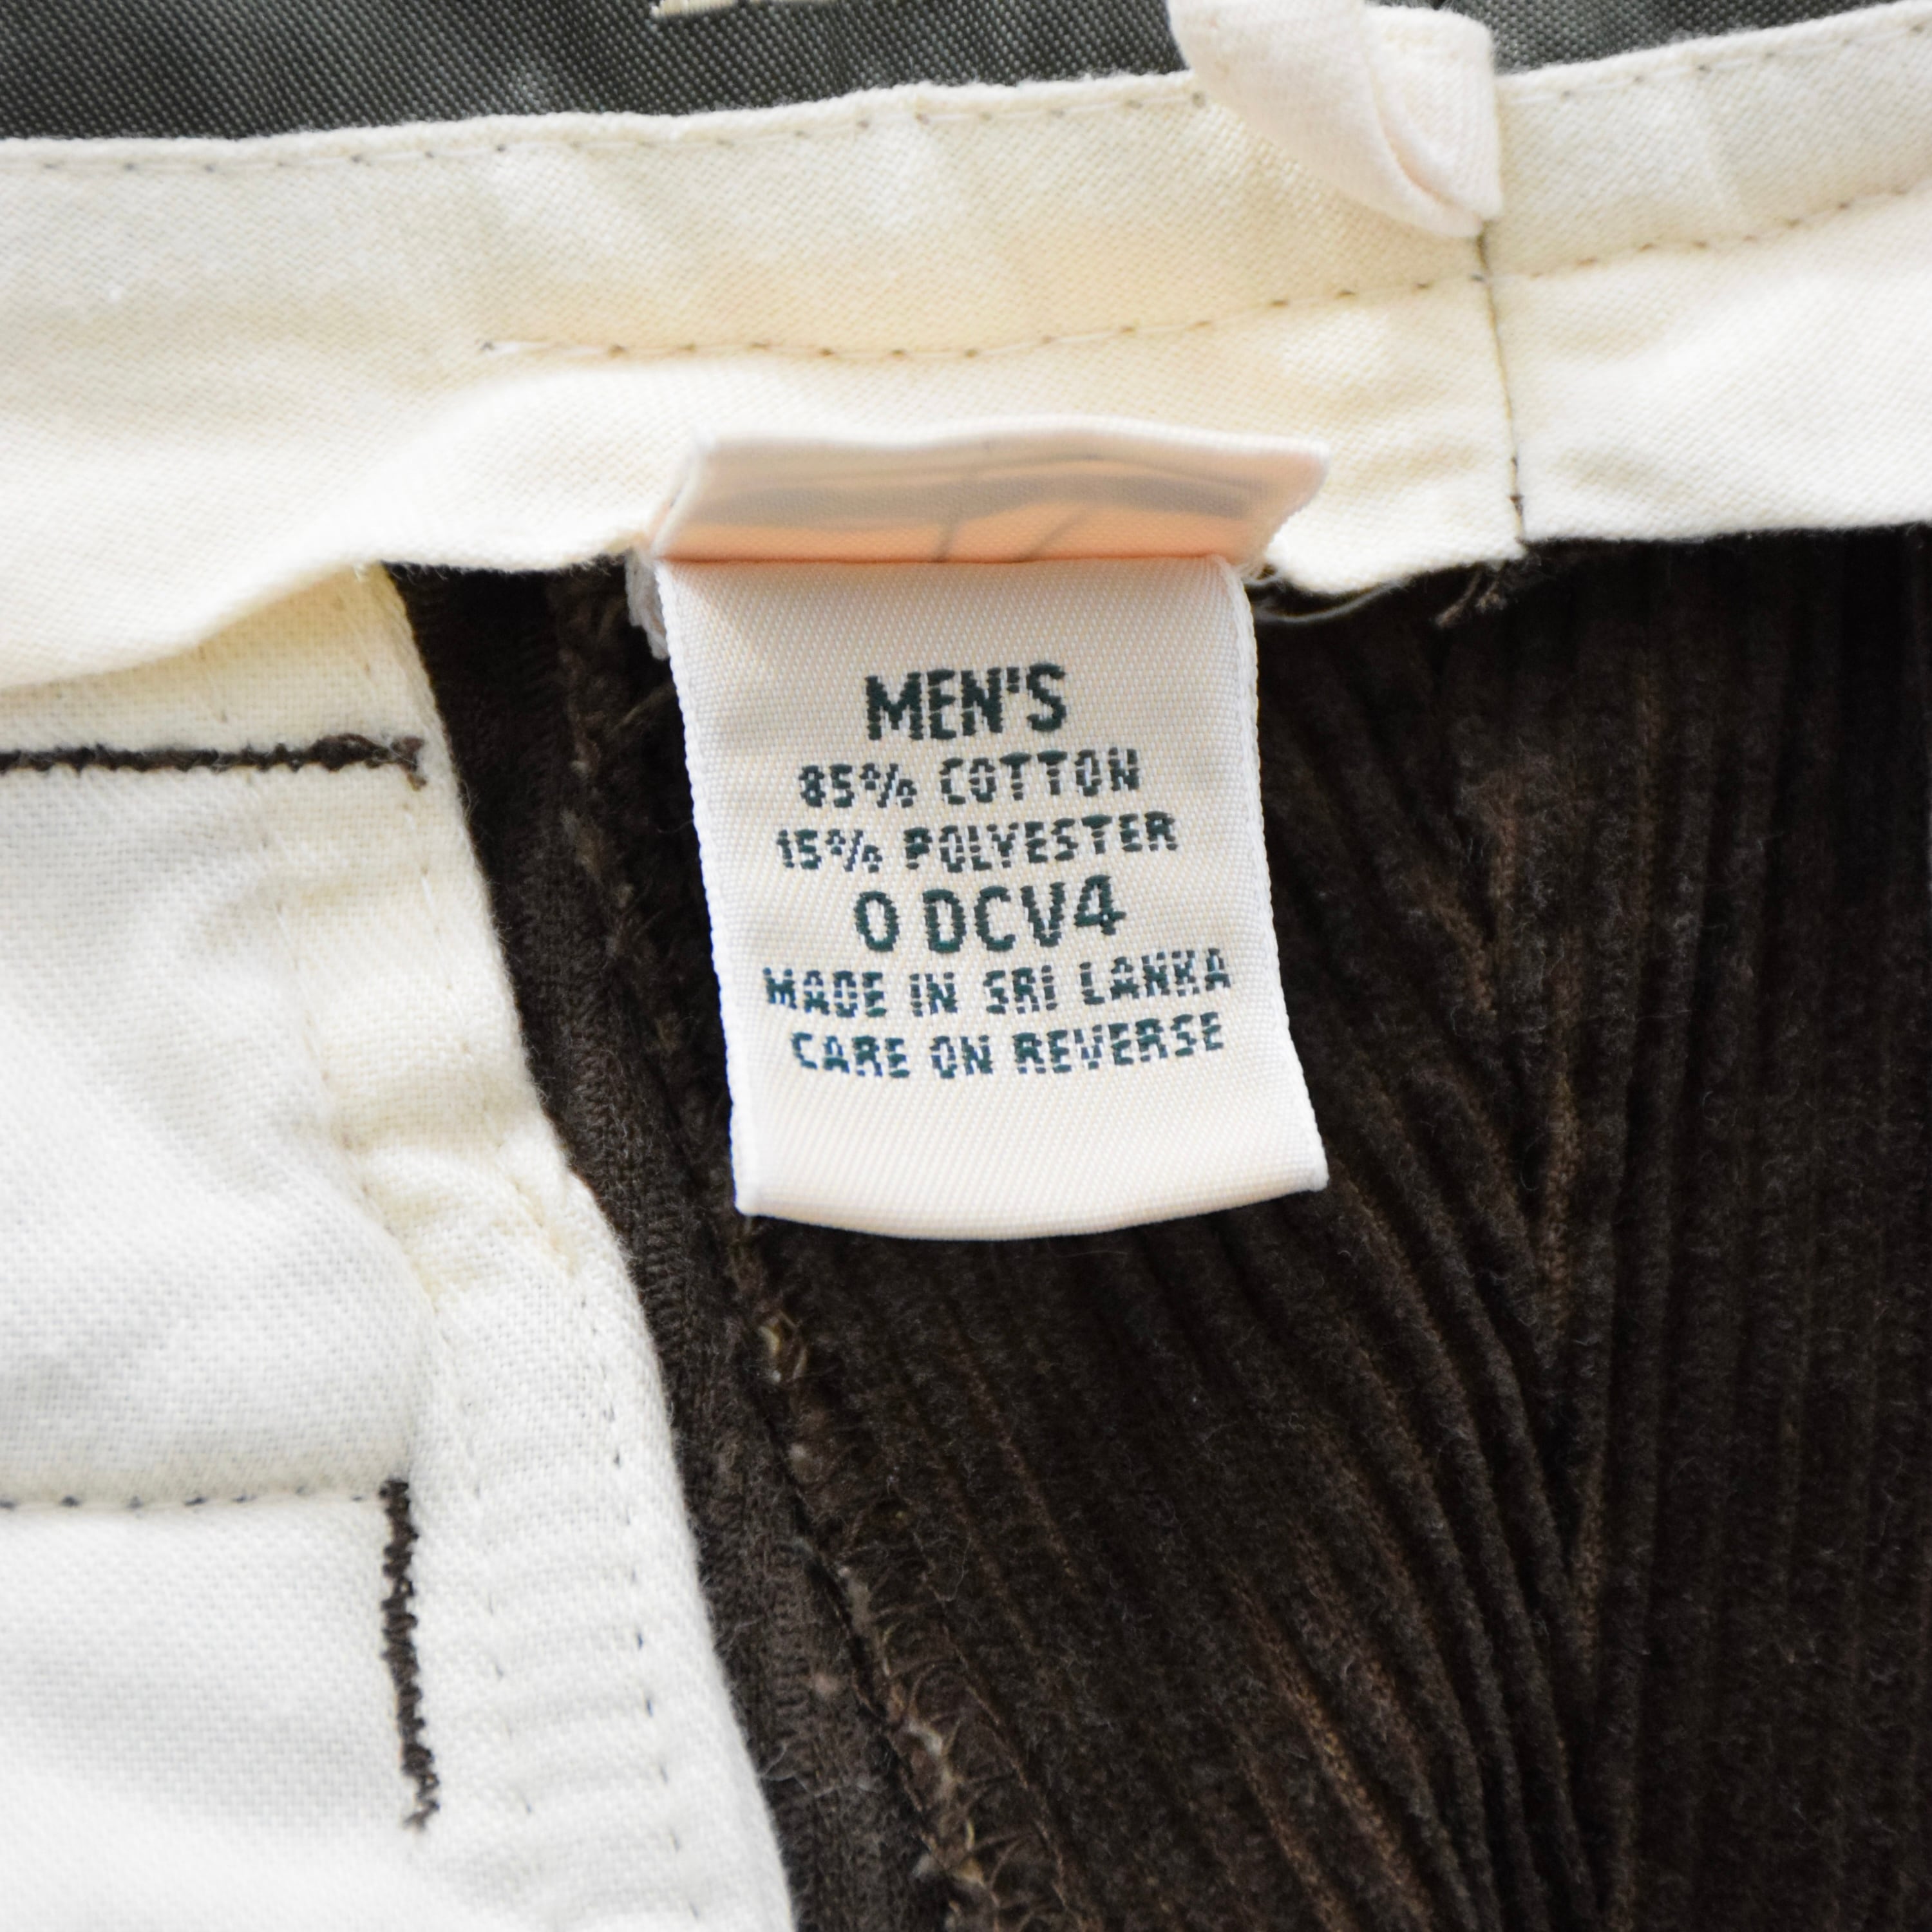 MEN'S
85% COTTON
15% POLYESTER
0 DCV4
MADE IN SRI LANKA
CARE ON REVERSE